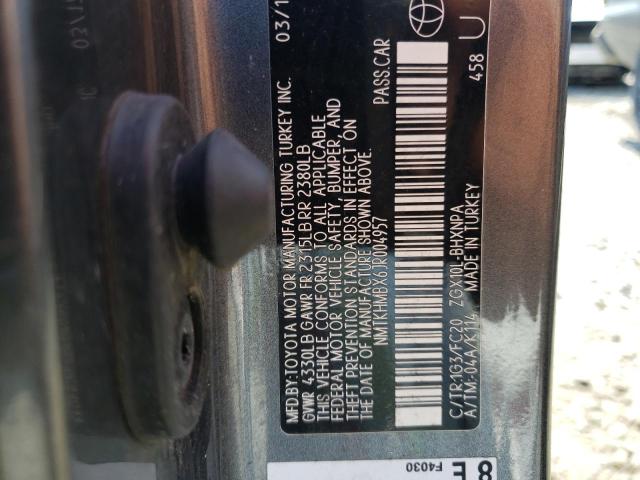 MFD.BY:TOYOTA MOTOR MANUFACTURING TURKEY INC. 03/1
GVWR 4330LB GAWR FR 2315LB RR 2380LB
THIS VEHICLE CONFORMS TO ALL APPLICABLE
FEDERAL MOTOR VEHICLE SAFETY, BUMPER, AND
THEFT PREVENTION STANDARDS IN EFFECT ON
THE DATE OF MANUFACTURE SHOWN ABOVE.
NMTKHMBX6JR004957 PASS.CAR
C/TR:1G3/FC20 ZGX10L-BHXNPA
A/TM:-04A/K114 MADE IN TURKEY
458 U
F4030